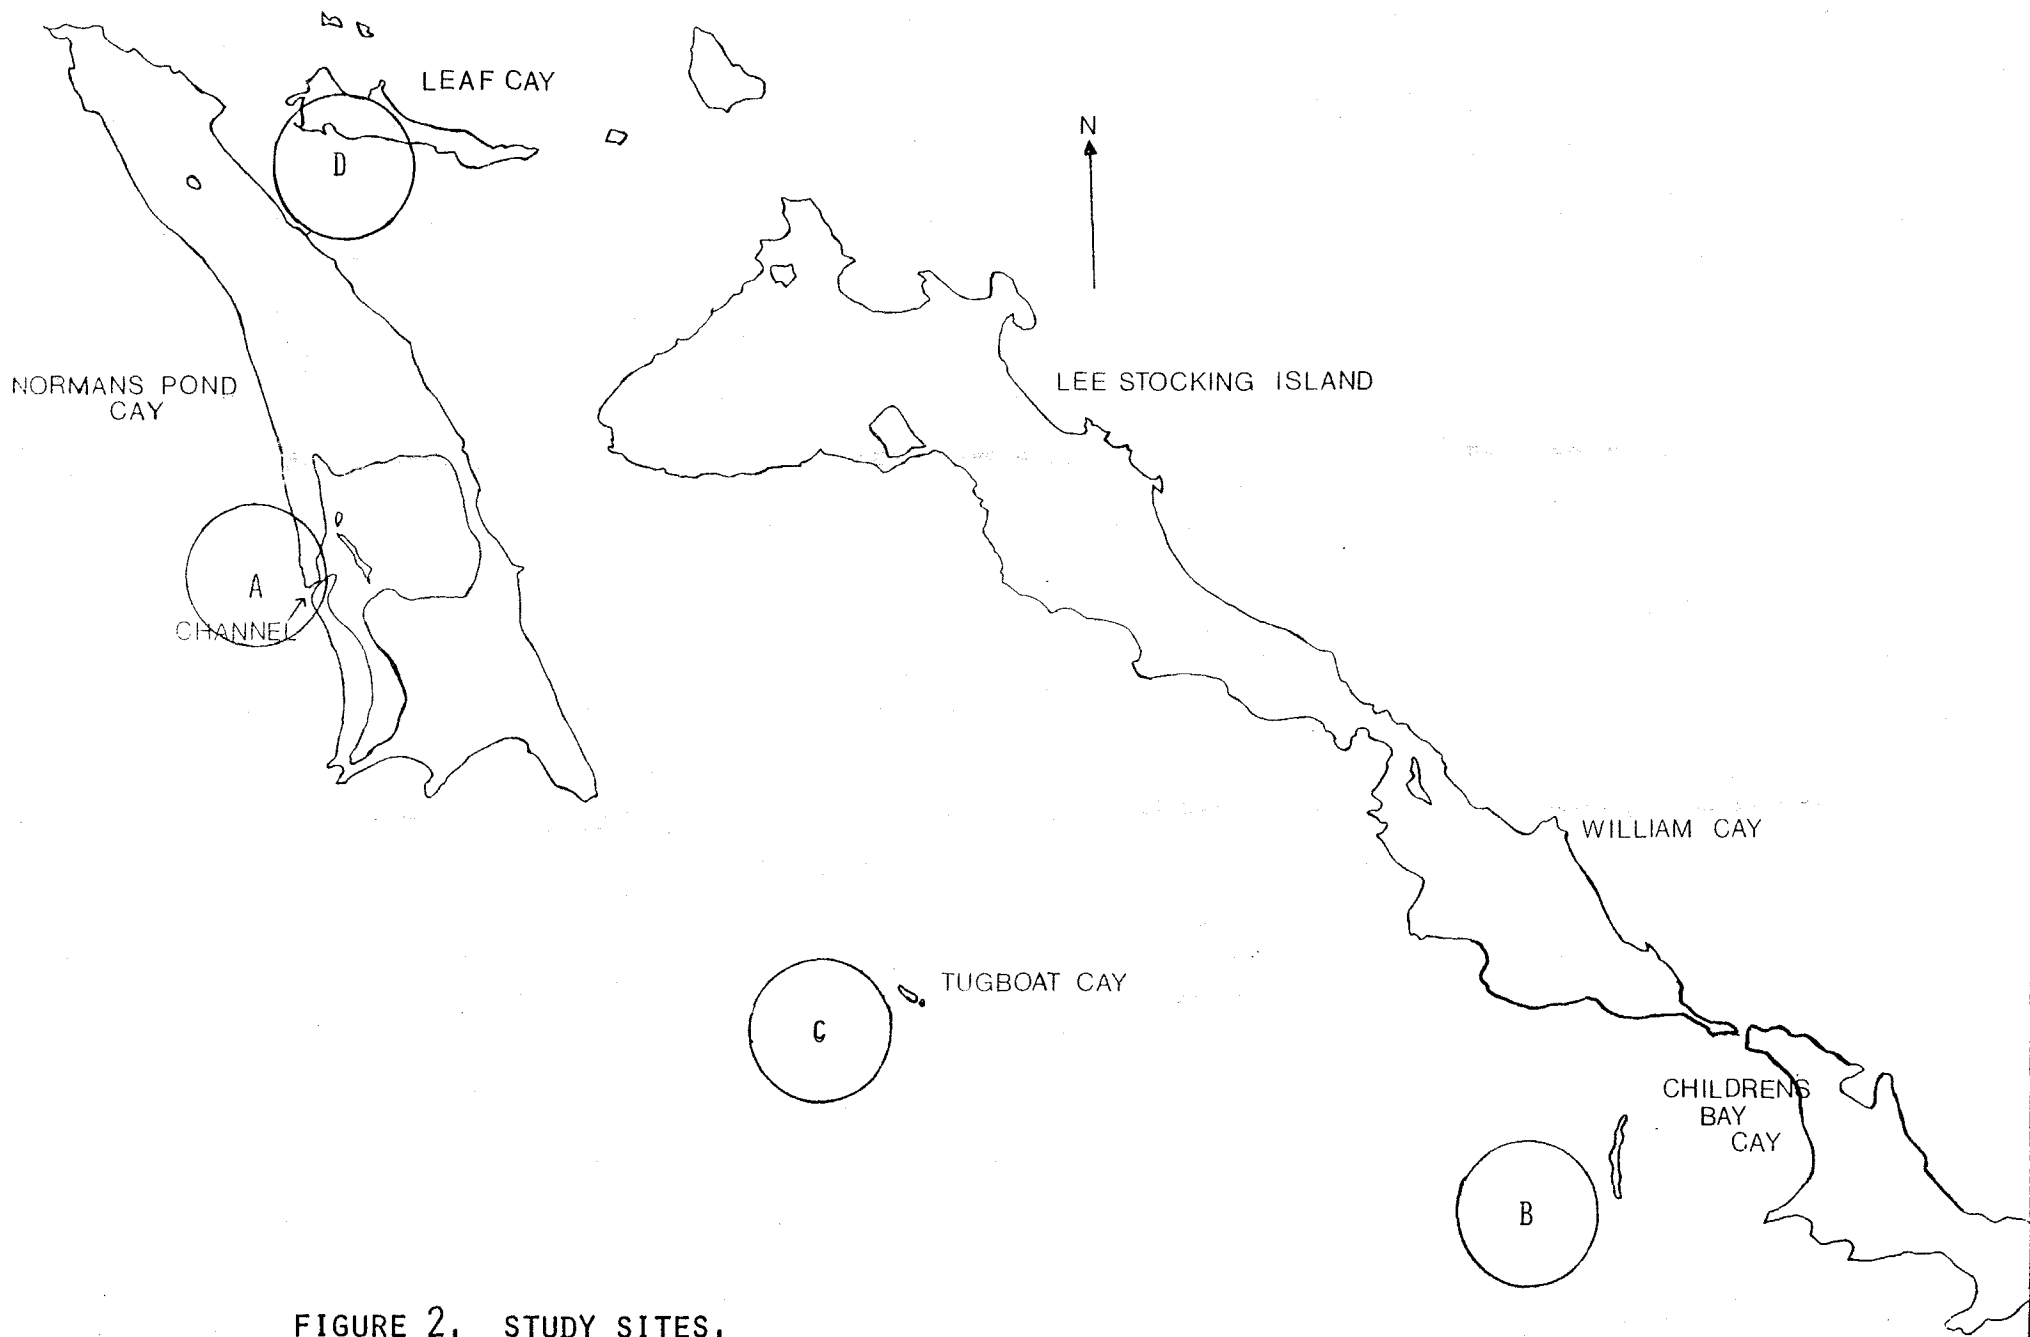 LEAF CAY
N
D
LEE STOCKING ISLAND
NORMANS POND
CAY
A
CHANNEL
WILLIAM CAY
TUGBOAT CAY
C
CHILDRENS
BAY
CAY
B
FIGURE 2. STUDY SITES.